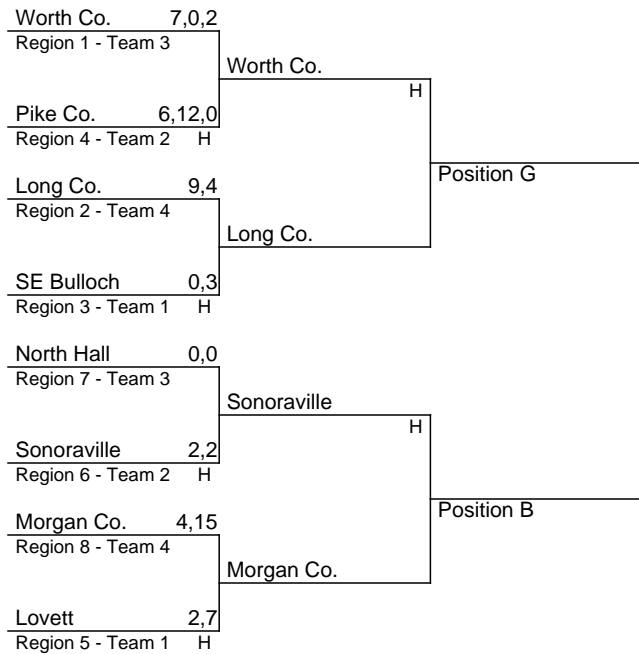 Worth Co. 7,0,2
Region 1 - Team 3
Worth Co.
H
Pike Co. 6,12,0
Region 4 - Team 2 H
Position G
Long Co. 9,4
Region 2 - Team 4
Long Co.
SE Bulloch 0,3
Region 3 - Team 1 H
North Hall 0,0
Region 7 - Team 3
Sonoraville
H
Sonoraville 2,2
Region 6 - Team 2 H
Position B
Morgan Co. 4,15
Region 8 - Team 4
Morgan Co.
Lovett 2,7
Region 5 - Team 1 H